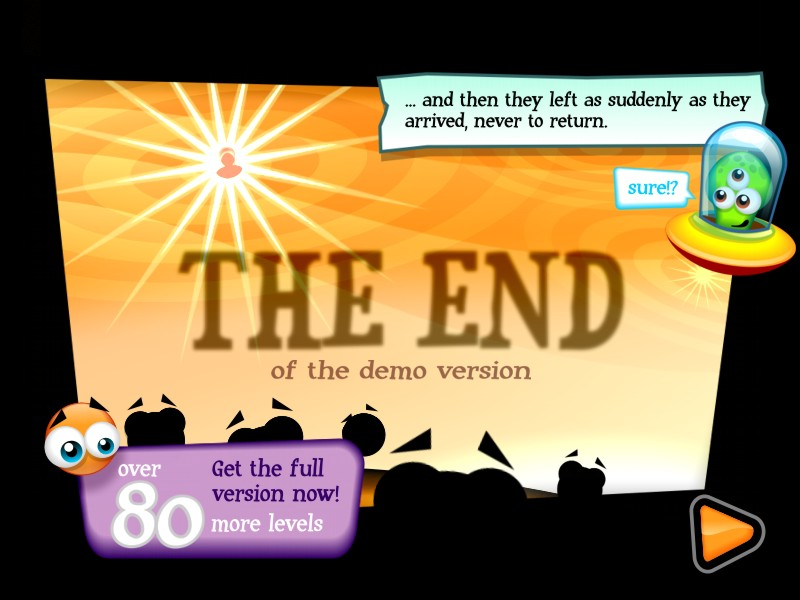 ... and then they left as suddenly as they
arrived, never to return.
sure!?
THE END
of the demo version
over
80
Get the full
version now!
more levels